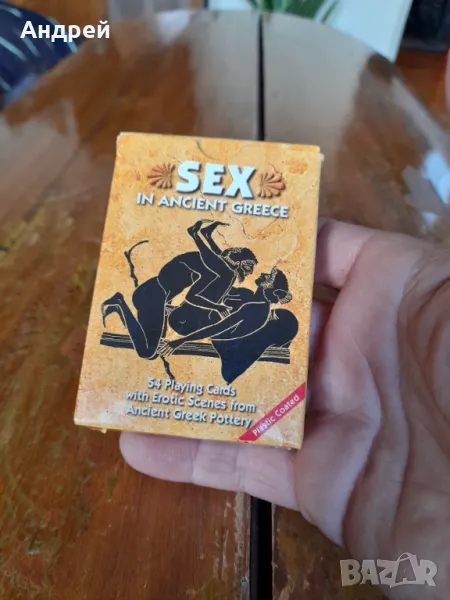 Андрей
SEX
IN ANCIENT GREECE
54 Playing Cards
with Erotic Scenes from
Ancient Greek Pottery
Plastic Coated
BAZAR